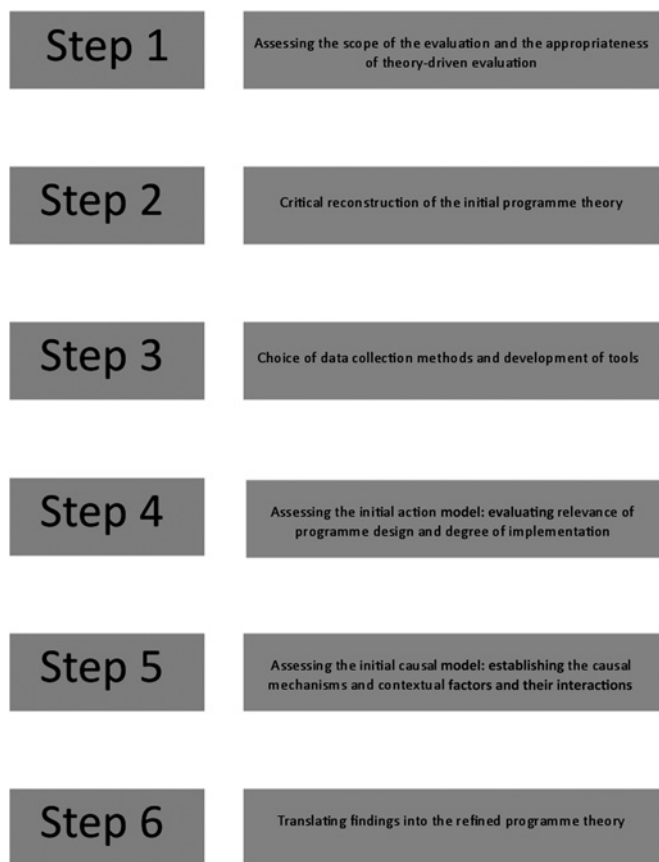 Step 1
Assessing the scope of the evaluation and the appropriateness
of theory-driven evaluation
Step 2
Critical reconstruction of the initial programme theory
Step 3
Choice of data collection methods and development of tools
Step 4
Assessing the initial action model: evaluating relevance of
programme design and degree of implementation
Step 5
Assessing the initial causal model: establishing the causal
mechanisms and contextual factors and their interactions
Step 6
Translating findings into the refined programme theory